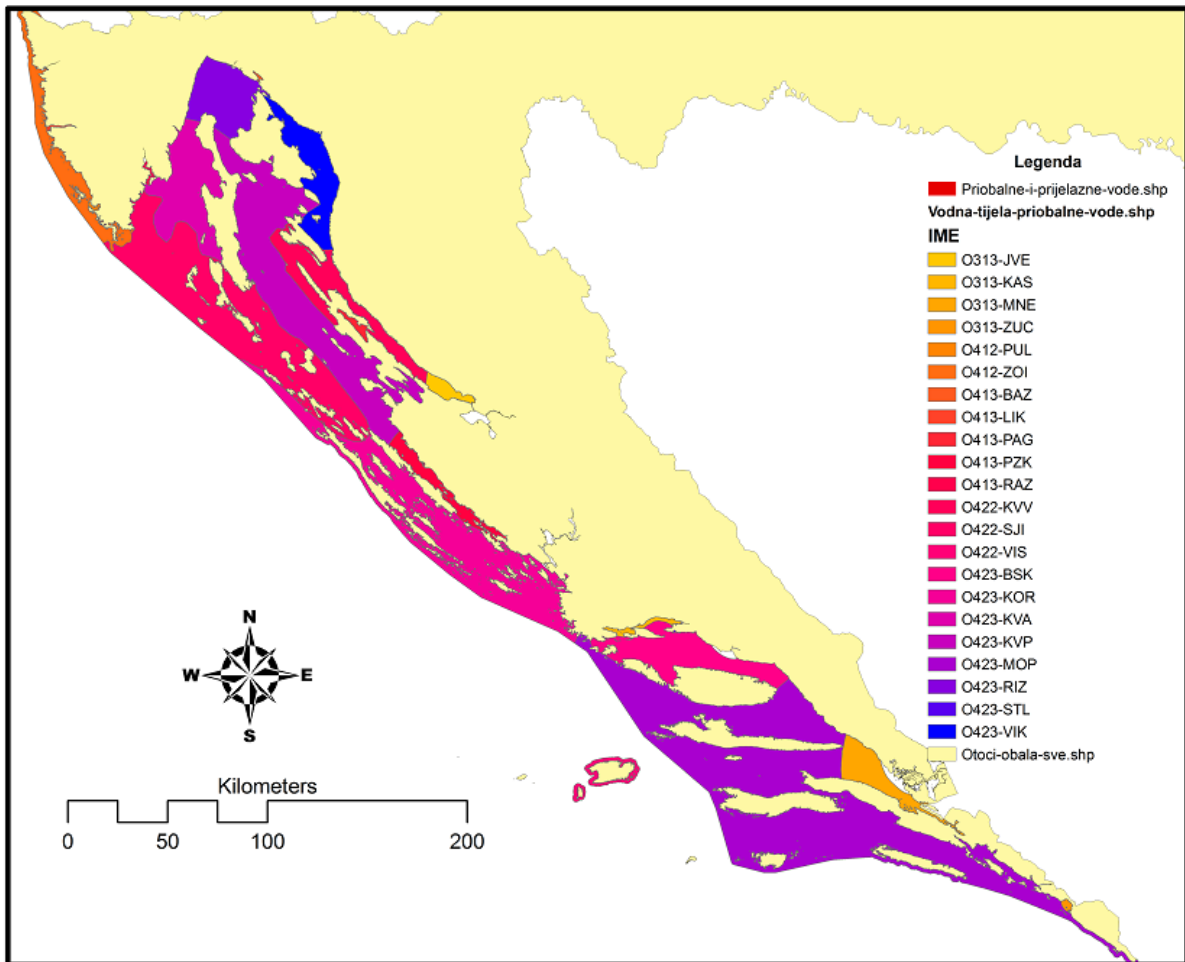 Legenda
Priobalne-i-prijelazne-vode.shp
Vodna-tijela-priobalne-vode.shp
IME
O313-JVE
O313-KAS
O313-MNE
O313-ZUC
O412-PUL
O412-ZOI
O413-BAZ
O413-LIK
O413-PAG
O413-PZK
O413-RAZ
O422-KVV
O422-SJI
O422-VIS
O423-BSK
O423-KOR
O423-KVA
O423-KVP
O423-MOP
O423-RIZ
O423-STL
O423-VIK
Otoci-obala-sve.shp
N
W E
S
Kilometers
0 50 100 200